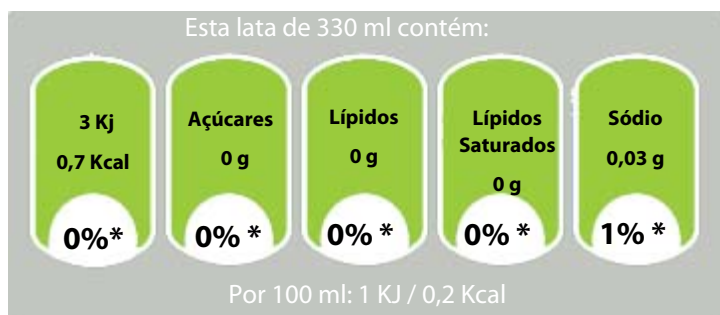 Esta lata de 330 ml contém:
3 Kj
0,7 Kcal
0%*
Açúcares
0 g
0% *
Lípidos
0 g
0% *
Lípidos
Saturados
0 g
0% *
Sódio
0,03 g
1% *
Por 100 ml: 1 KJ / 0,2 Kcal